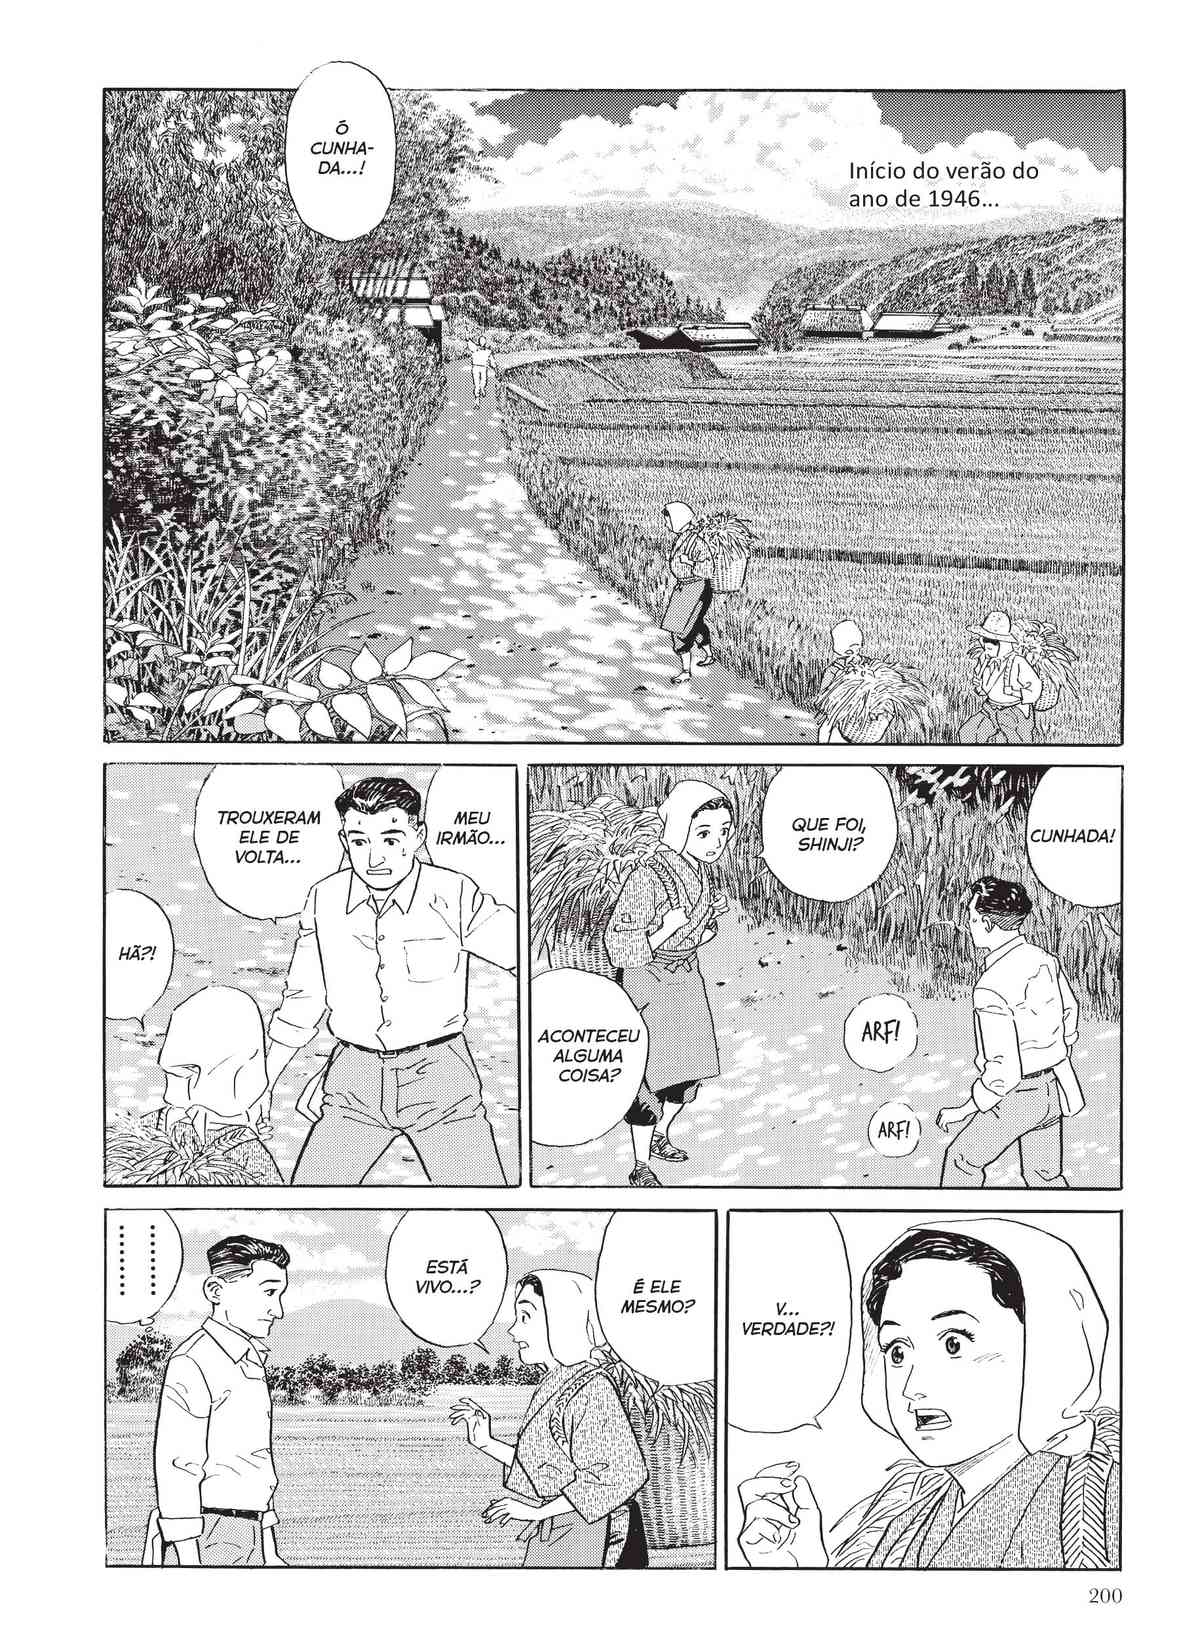 Início do verão do
ano de 1946...
Ó
CUNHA-
DA...!
CUNHADA!
QUE FOI,
SHINJI?
ARF!
ARF!
ACONTECEU
ALGUMA
COISA?
MEU
IRMÃO...
TROUXERAM
ELE DE
VOLTA...
HÃ?!
V...
VERDADE?!
É ELE
MESMO?
ESTÁ
VIVO...?
200